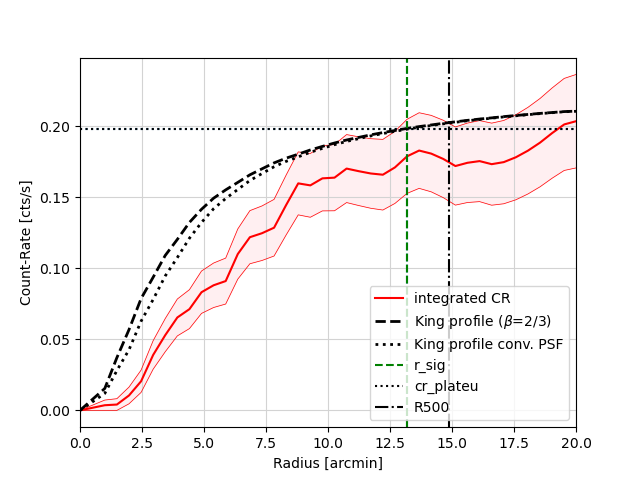 0.20
0.15
0.10
0.05
0.00
Count-Rate [cts/s]
integrated CR
King profile (β=2/3)
King profile conv. PSF
r_sig
cr_plateu
R500
0.0 2.5 5.0 7.5 10.0 12.5 15.0 17.5 20.0
Radius [arcmin]